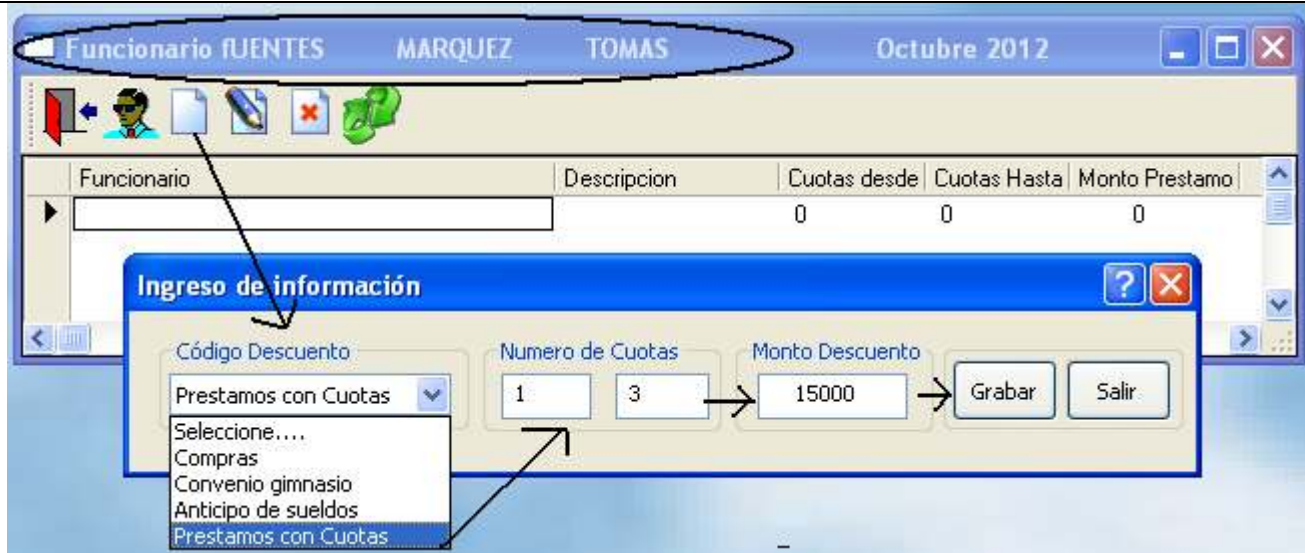 Funcionario fUENTES MARQUEZ TOMAS Octubre 2012
Funcionario Descripcion Cuotas desde Cuotas Hasta Monto Prestamo
0 0 0
Ingreso de información
Código Descuento Numero de Cuotas Monto Descuento
Prestamos con Cuotas 1 3 15000 Grabar Salir
Seleccione....
Compras
Convenio gimnasio
Anticipo de sueldos
Prestamos con Cuotas